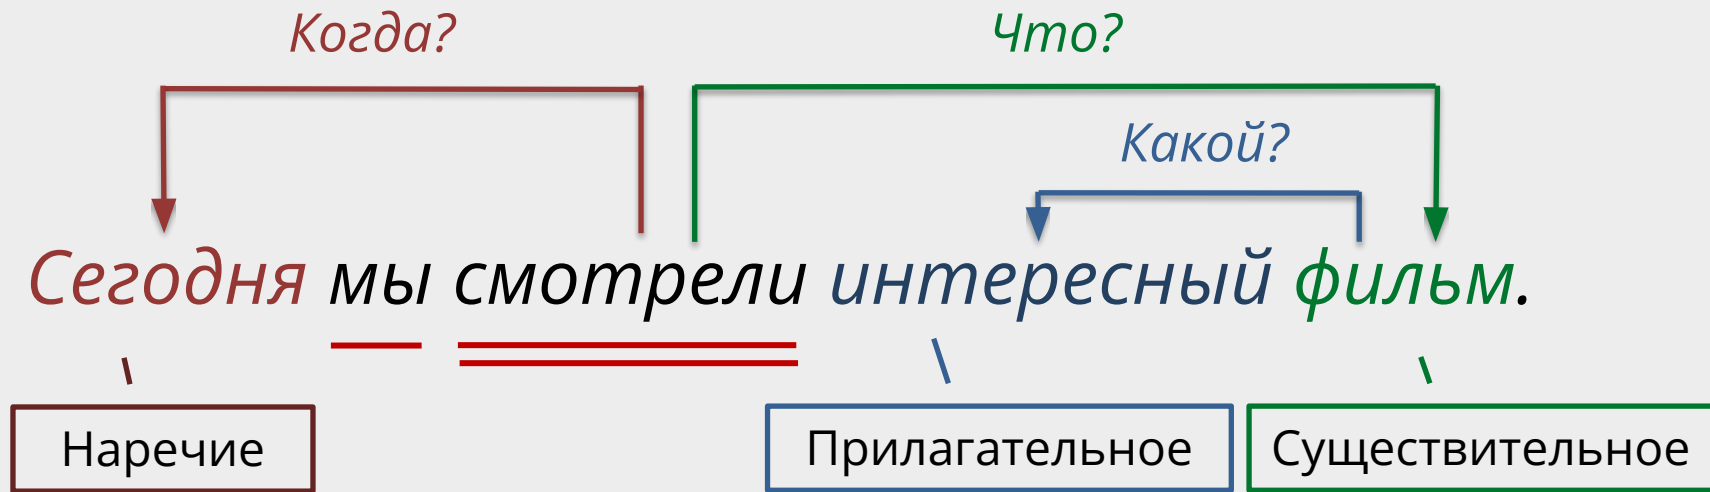 Когда? Что?
Какой?
Сегодня мы смотрели интересный фильм.
Наречие Прилагательное Существительное